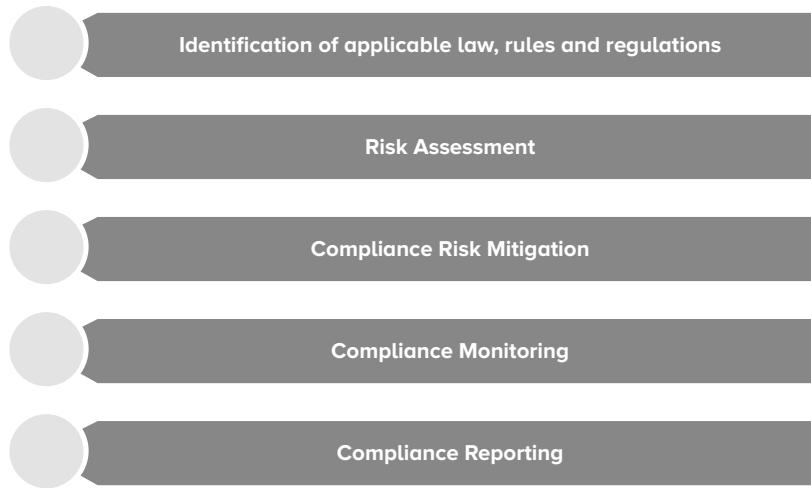 Identification of applicable law, rules and regulations
Risk Assessment
Compliance Risk Mitigation
Compliance Monitoring
Compliance Reporting